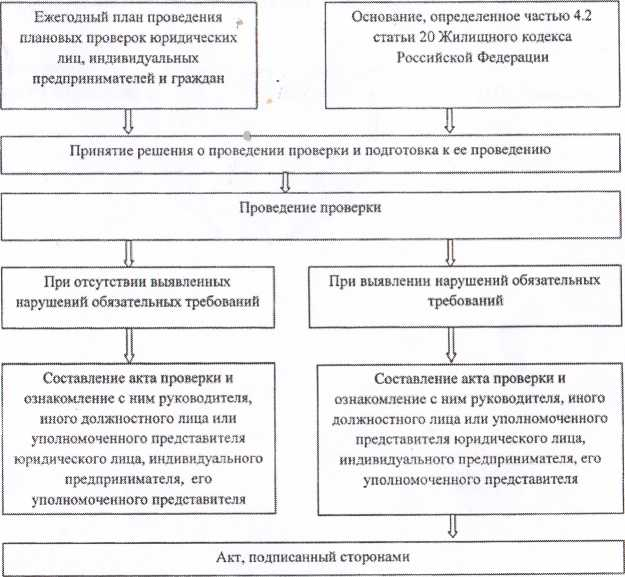 Ежегодный план проведения
плановых проверок юридических
лиц, индивидуальных
предпринимателей и граждан
Основание, определенное частью 4.2
статьи 20 Жилищного кодекса
Российской Федерации
Принятие решения о проведении проверки и подготовка к ее проведению
Проведение проверки
При отсутствии выявленных
нарушений обязательных требований
При выявлении нарушений обязательных
требований
Составление акта проверки и
ознакомление с ним руководителя,
иного должностного лица или
уполномоченного представителя
юридического лица, индивидуального
предпринимателя, его
уполномоченного представителя
Составление акта проверки и
ознакомление с ним руководителя, иного
должностного лица или уполномоченного
представителя юридического лица,
индивидуального предпринимателя, его
уполномоченного представителя
Акт, подписанный сторонами